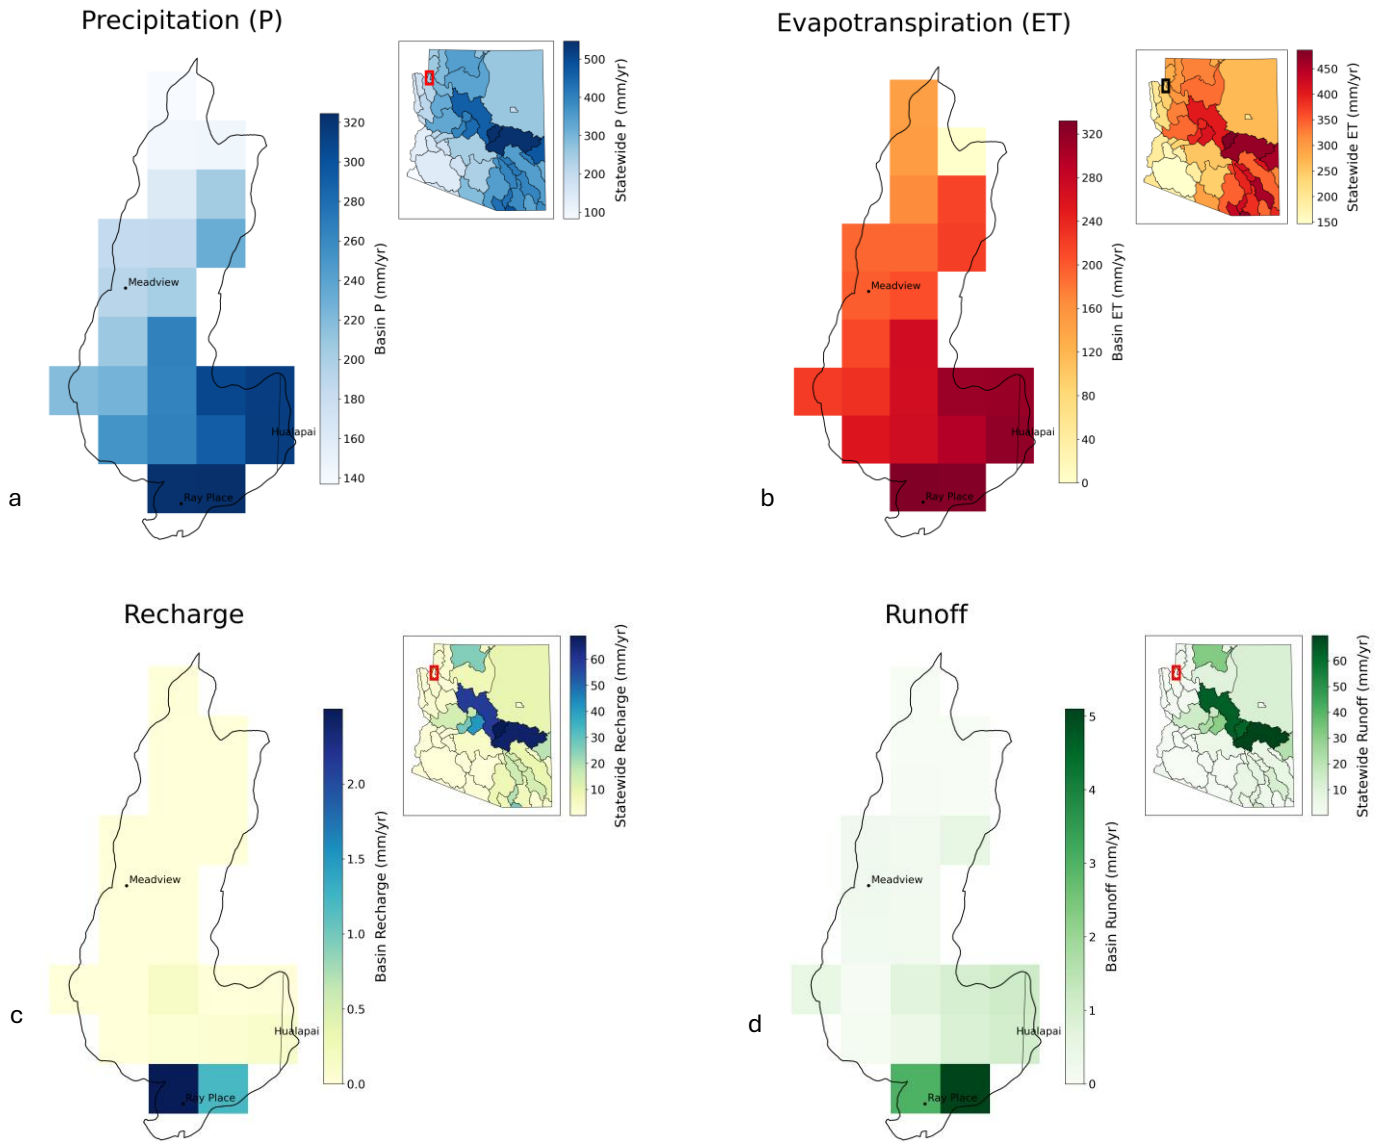 Precipitation (P)
500
400
300
200
100
Statewide P (mm/yr)
320
300
280
260
240
220
200
180
160
140
Basin P (mm/yr)
Meadview
Hualapai
Ray Place
a
Evapotranspiration (ET)
450
400
350
300
250
200
150
Statewide ET (mm/yr)
320
280
240
200
160
120
80
40
0
Basin ET (mm/yr)
Meadview
Hualapai
Ray Place
b
Recharge
60
50
40
30
20
10
Statewide Recharge (mm/yr)
2.0
1.5
1.0
0.5
0.0
Basin Recharge (mm/yr)
Meadview
Hualapai
Ray Place
c
Runoff
60
50
40
30
20
10
Statewide Runoff (mm/yr)
5
4
3
2
1
0
Basin Runoff (mm/yr)
Meadview
Hualapai
Ray Place
d